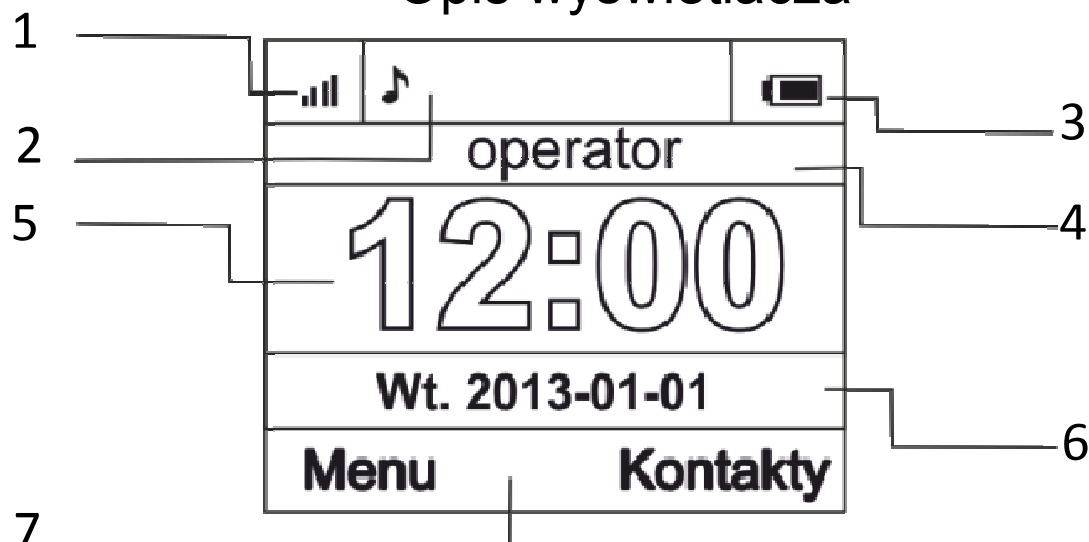 Opis wyświetlacza
1
2
3
operator
4
5
12:00
Wt. 2013-01-01
6
Menu Kontakty
7